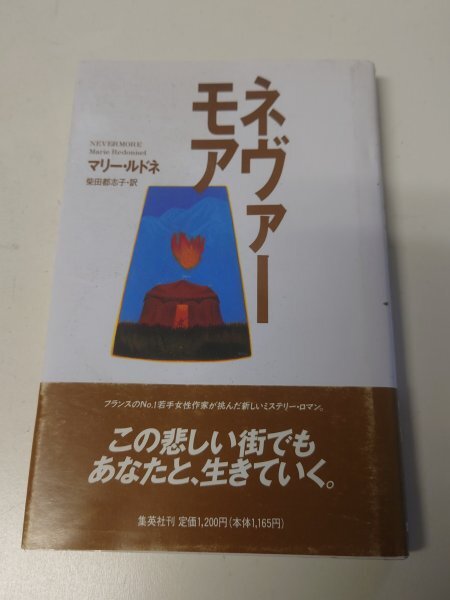 ネヴァー
モア
NEVERMORE
Marie Redonnet
マリー・ルドネ
柴田都志子・訳
フランスのNo.1若手女性作家が挑んだ新しいミステリー・ロマン。
この悲しい街でも
あなたと、生きていく。
集英社刊 定価1,200円(本体1,165円)